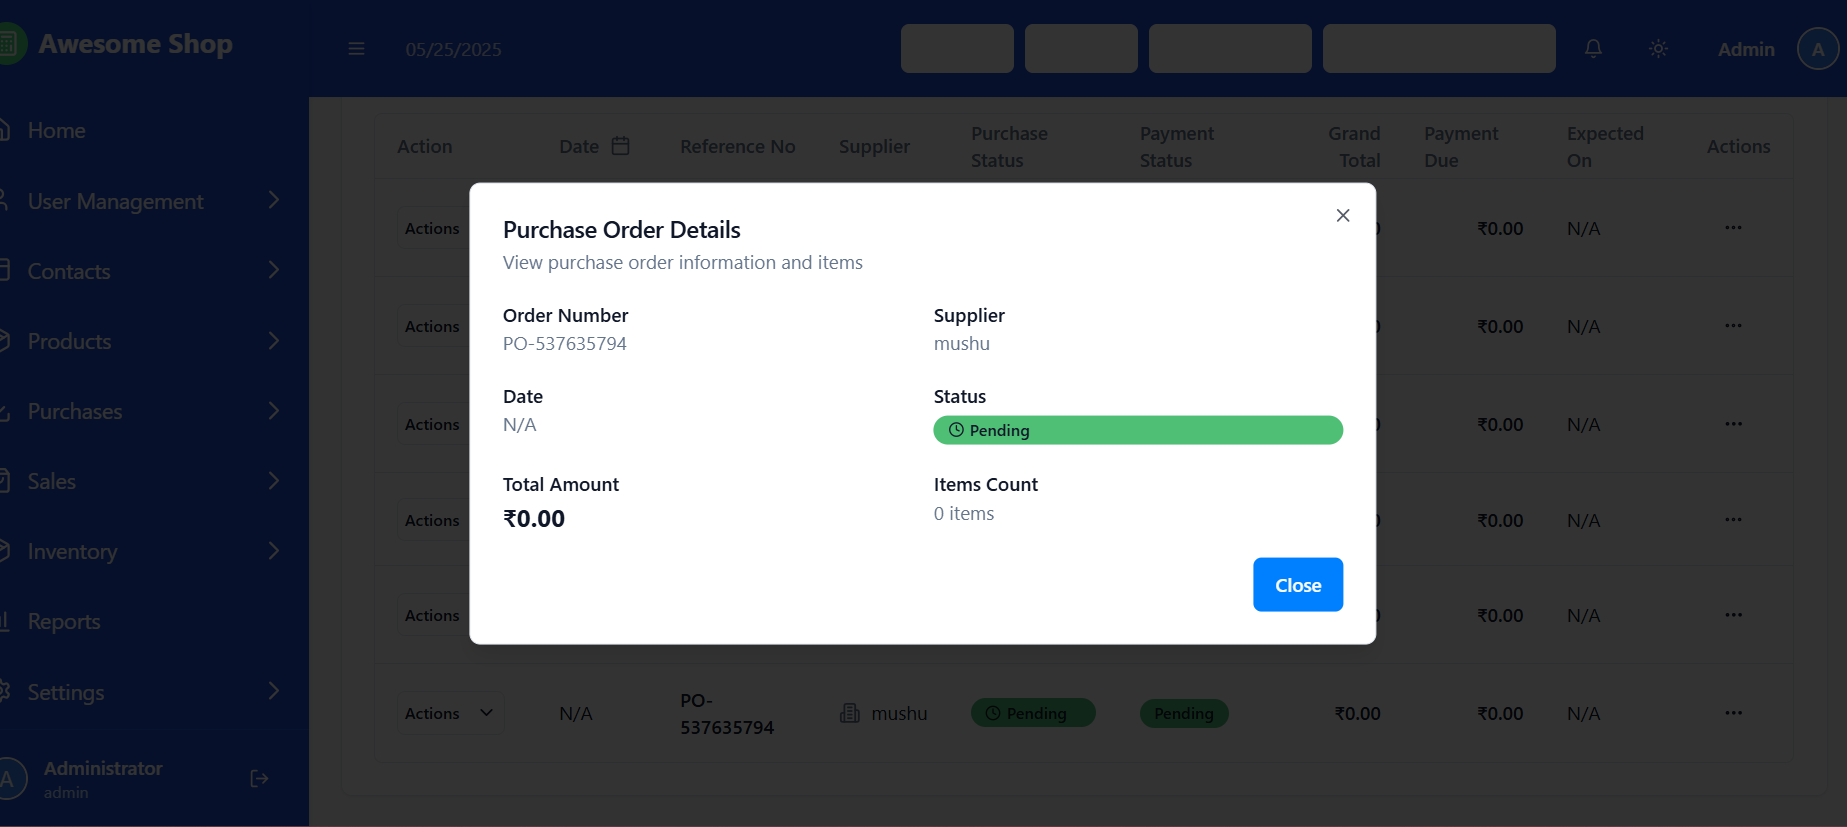 Awesome Shop
05/25/2025
Admin
A
Home
User Management
Contacts
Products
Purchases
Sales
Inventory
Reports
Settings
A
Administrator
admin
Action
Date
Reference No
Supplier
Purchase Status
Payment Status
Grand Total
Payment Due
Expected On
Actions
Actions ₹0.00 N/A ...
Actions ₹0.00 N/A ...
Actions ₹0.00 N/A ...
Actions ₹0.00 N/A ...
Actions ₹0.00 N/A ...
Actions N/A PO-537635794 mushu Pending Pending ₹0.00 ₹0.00 N/A ...
Purchase Order Details
View purchase order information and items
Order Number
PO-537635794
Supplier
mushu
Date
N/A
Status
Pending
Total Amount
₹0.00
Items Count
0 items
Close